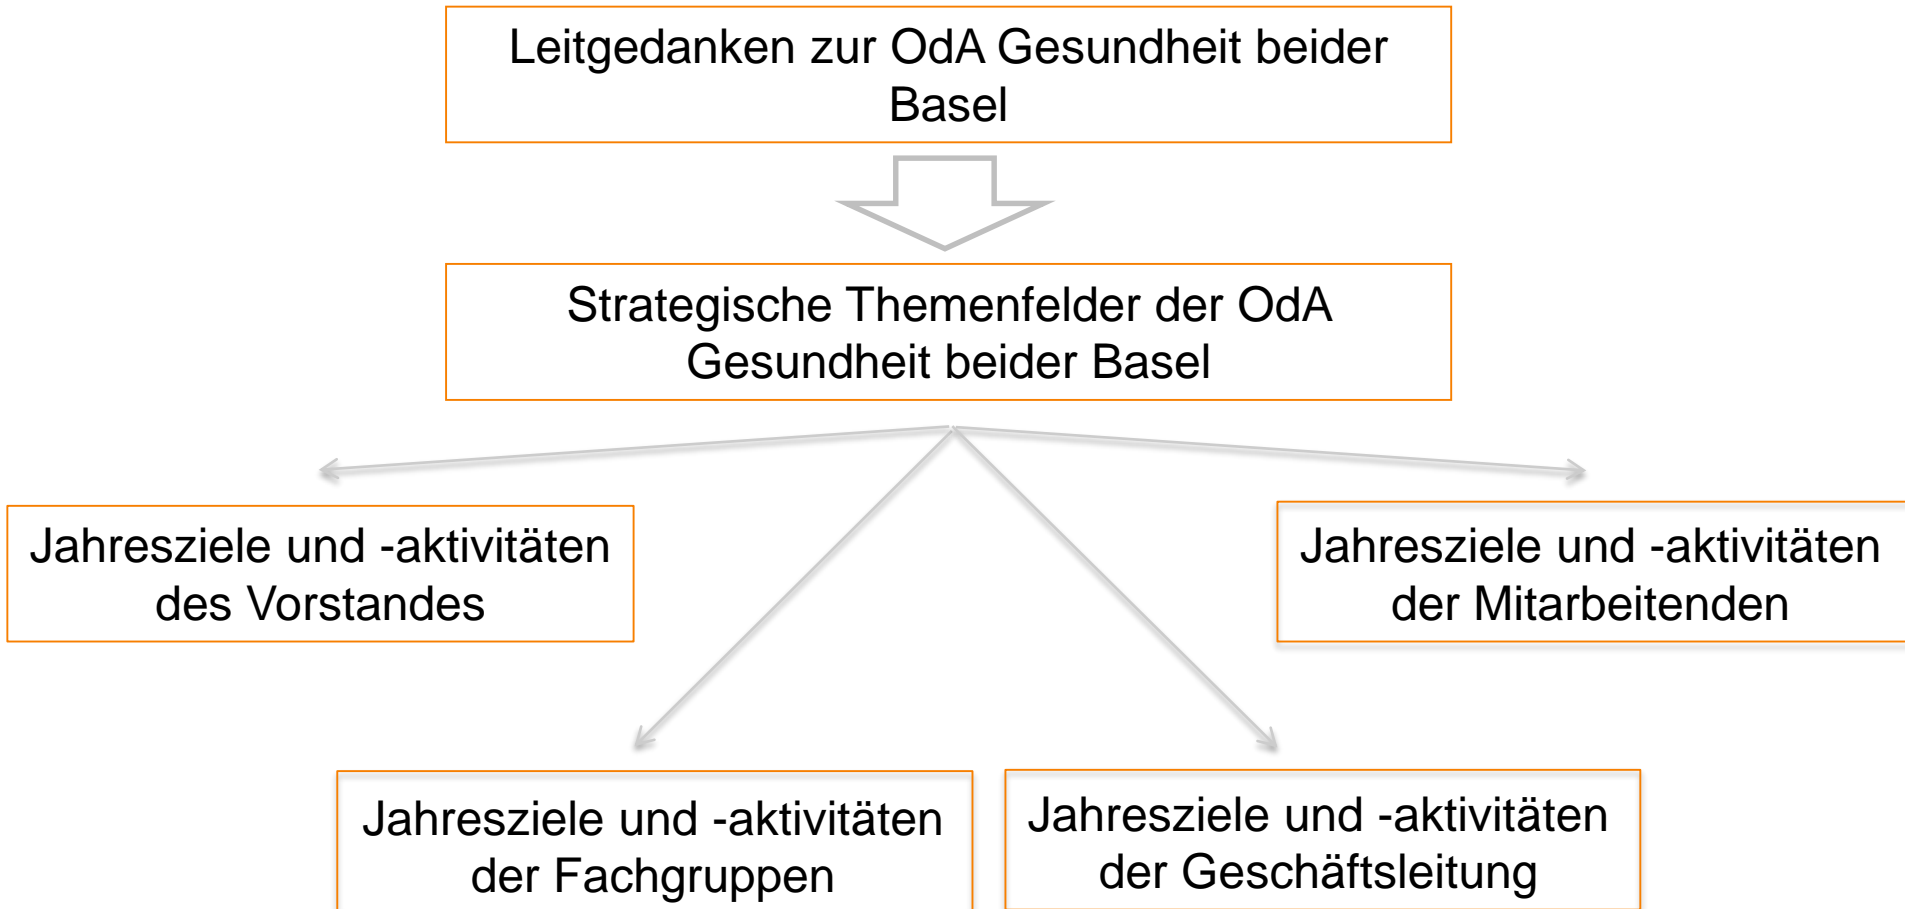 Leitgedanken zur OdA Gesundheit beider
Basel
Strategische Themenfelder der OdA
Gesundheit beider Basel
Jahresziele und -aktivitäten
des Vorstandes
Jahresziele und -aktivitäten
der Mitarbeitenden
Jahresziele und -aktivitäten
der Fachgruppen
Jahresziele und -aktivitäten
der Geschäftsleitung